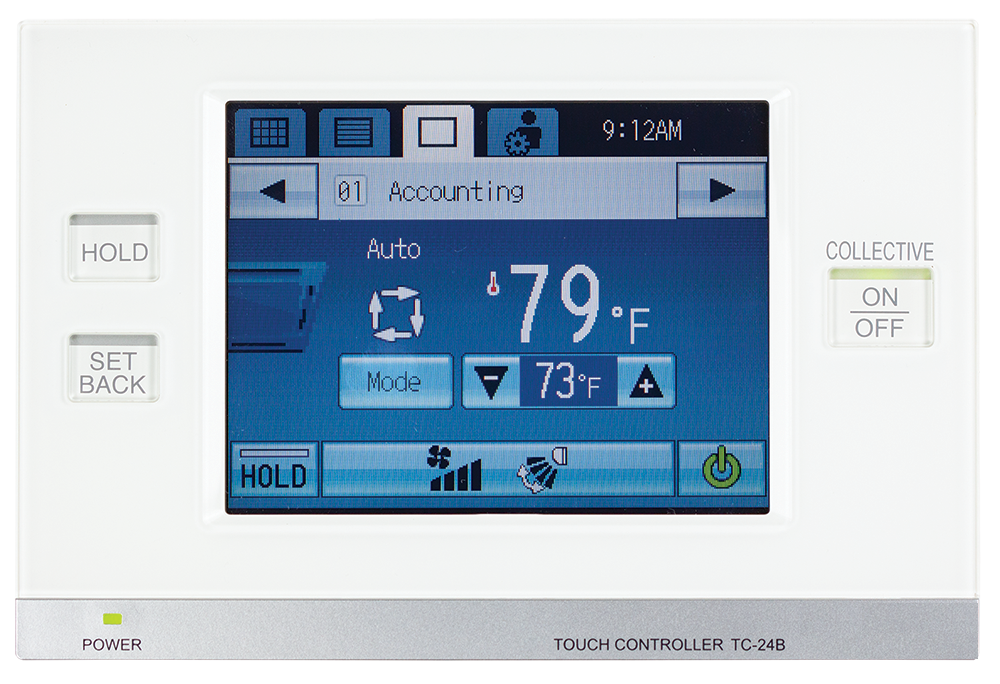 9:12AM
01 Accounting
Auto
79°F
Mode
− 73°F +
HOLD
HOLD
SET
BACK
COLLECTIVE
ON
OFF
POWER
TOUCH CONTROLLER TC-24B